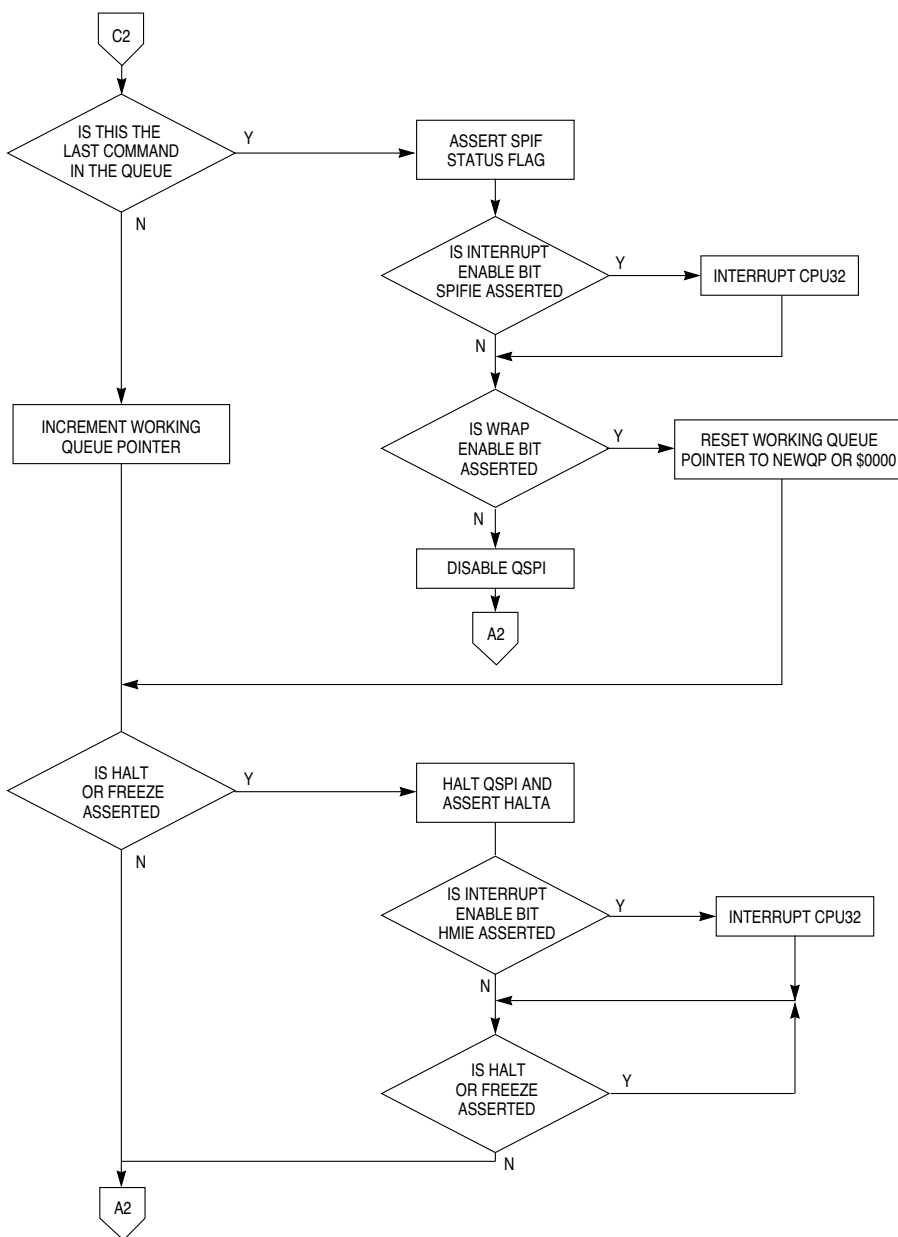 C2
IS THIS THE
LAST COMMAND
IN THE QUEUE
Y
N
ASSERT SPIF
STATUS FLAG
IS INTERRUPT
ENABLE BIT
SPIFIE ASSERTED
Y
N
INTERRUPT CPU32
INCREMENT WORKING
QUEUE POINTER
IS WRAP
ENABLE BIT
ASSERTED
Y
N
RESET WORKING QUEUE
POINTER TO NEWQP OR $0000
DISABLE QSPI
A2
IS HALT
OR FREEZE
ASSERTED
Y
N
HALT QSPI AND
ASSERT HALTA
IS INTERRUPT
ENABLE BIT
HMIE ASSERTED
Y
N
INTERRUPT CPU32
IS HALT
OR FREEZE
ASSERTED
Y
N
A2